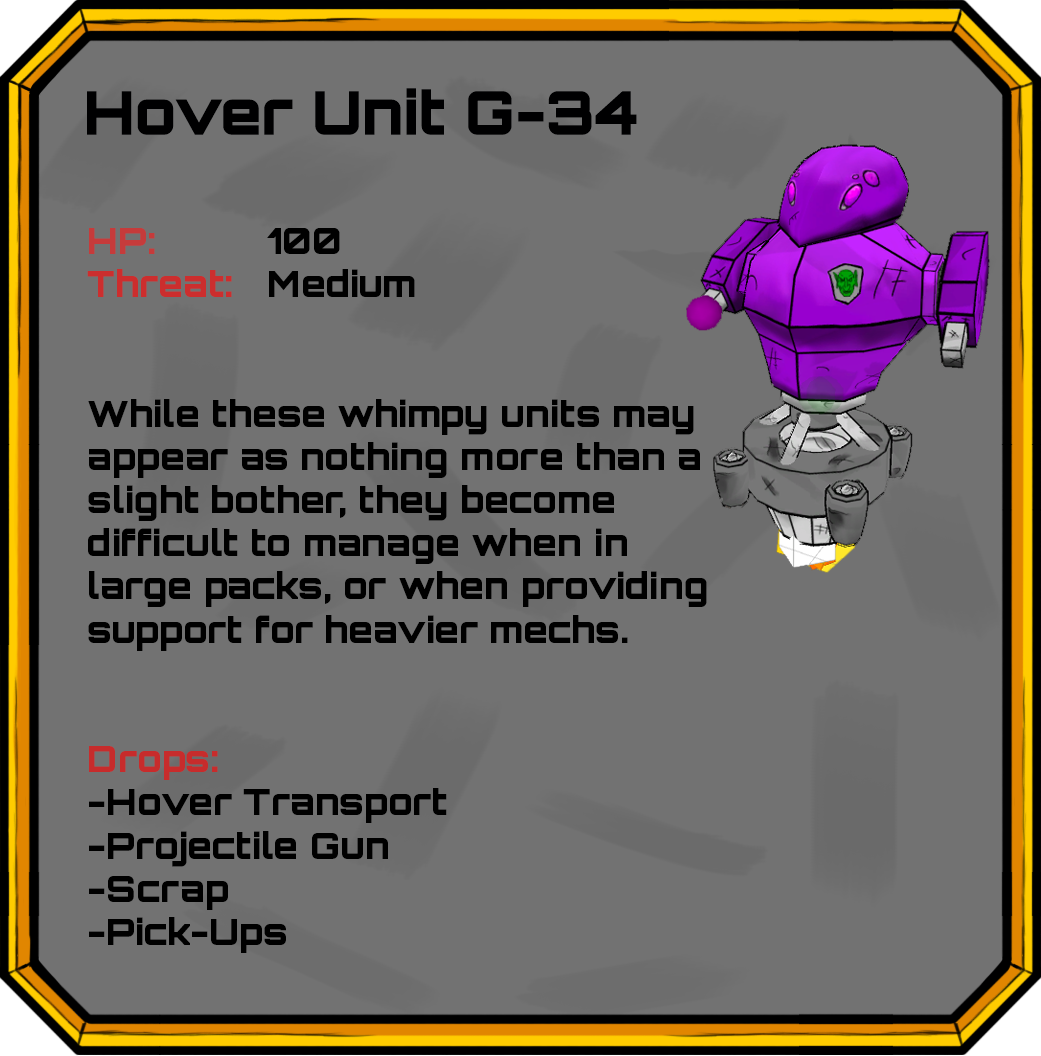 Hover Unit G-34
HP: 100
Threat: Medium
While these whimpy units may
appear as nothing more than a
slight bother, they become
difficult to manage when in
large packs, or when providing
support for heavier mechs.
Drops:
-Hover Transport
-Projectile Gun
-Scrap
-Pick-Ups